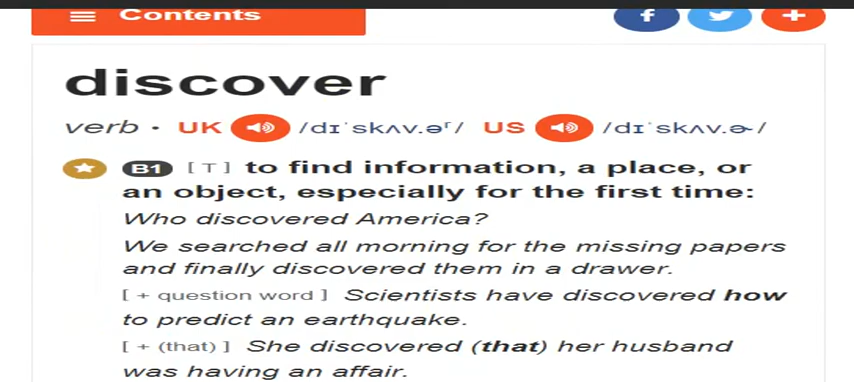 Contents
discover
verb • UK /dɪˈskʌv.əʳ/ US /dɪˈskʌv.ɚ/
B1 [ T ] to find information, a place, or
an object, especially for the first time:
Who discovered America?
We searched all morning for the missing papers
and finally discovered them in a drawer.
[ + question word ] Scientists have discovered how
to predict an earthquake.
[ + (that) ] She discovered (that) her husband
was having an affair.